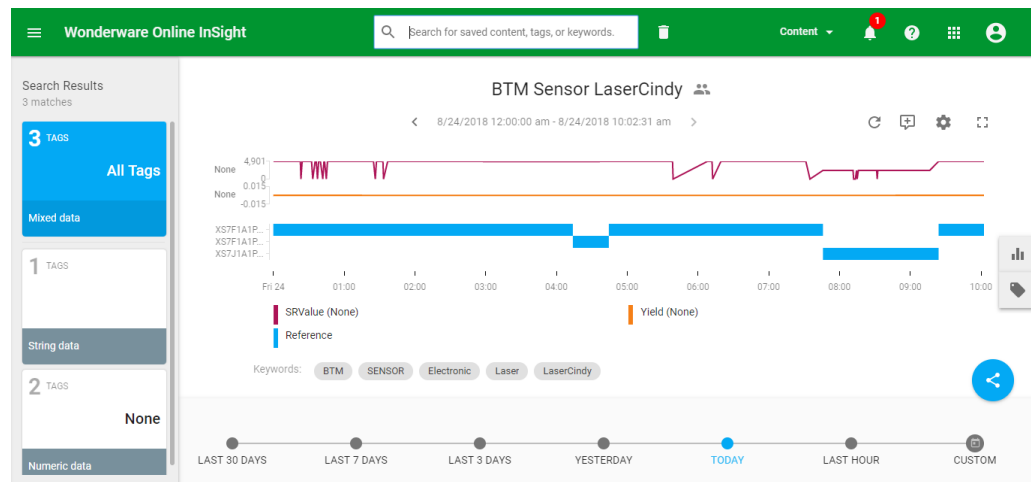 Wonderware Online InSight
Search for saved content, tags, or keywords.
Content
1
Search Results
3 matches
3 TAGS
All Tags
Mixed data
1 TAGS
String data
2 TAGS
None
Numeric data
BTM Sensor LaserCindy
8/24/2018 12:00:00 am - 8/24/2018 10:02:31 am
None 4,901
0
None 0.015
-0.015
XS7F1A1P...
XS7F1A1P...
XS7J1A1P...
Fri 24 01:00 02:00 03:00 04:00 05:00 06:00 07:00 08:00 09:00 10:00
SRValue (None) Yield (None)
Reference
Keywords: BTM SENSOR Electronic Laser LaserCindy
LAST 30 DAYS LAST 7 DAYS LAST 3 DAYS YESTERDAY TODAY LAST HOUR CUSTOM